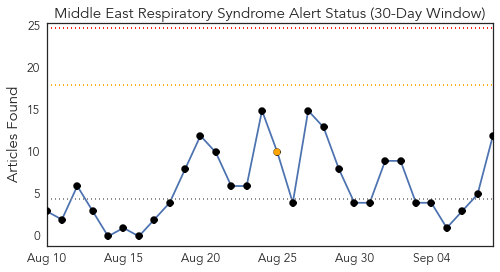 Middle East Respiratory Syndrome Alert Status (30-Day Window)
Articles Found
25
20
15
10
5
0
Aug 10 Aug 15 Aug 20 Aug 25 Aug 30 Sep 04